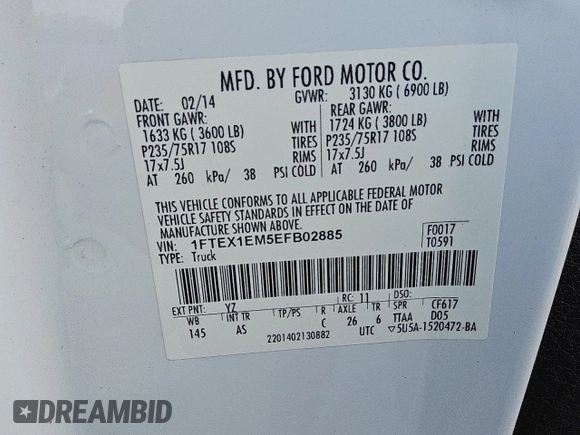 MFD. BY FORD MOTOR CO.
DATE: 02/14 GVWR: 3130 KG ( 6900 LB)
FRONT GAWR: REAR GAWR:
1633 KG ( 3600 LB) WITH 1724 KG ( 3800 LB) WITH
P235/75R17 108S TIRES P235/75R17 108S TIRES
17x7.5J RIMS 17x7.5J RIMS
AT 260 kPa/ 38 PSI COLD AT 260 kPa/ 38 PSI COLD
THIS VEHICLE CONFORMS TO ALL APPLICABLE FEDERAL MOTOR
VEHICLE SAFETY STANDARDS IN EFFECT ON THE DATE OF
MANUFACTURE SHOWN ABOVE.
VIN: 1FTEX1EM5EFB02885 F0017
TYPE: Truck T0591
EXT PNT: YZ RC: 11 DSO:
WB INT TR TP/PS R AXLE TR SPR CF617
145 AS C 26 6 TTAA D05
2201402130882 UTC ▽5U5A-1520472-BA
DREAMBID